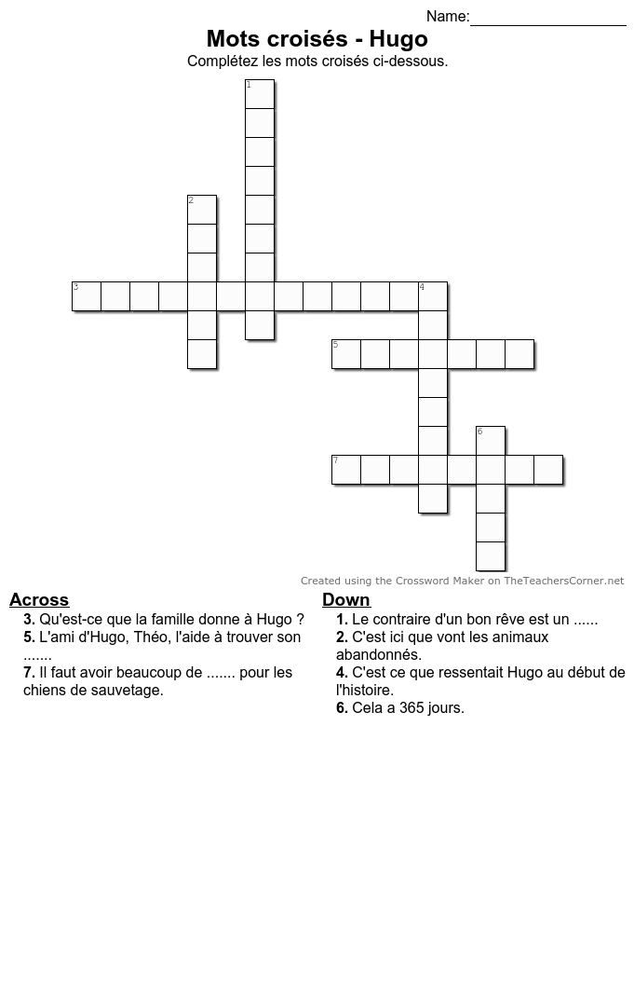 Name:
Mots croisés - Hugo
Complétez les mots croisés ci-dessous.
1
2
3
4
5
6
7
Created using the Crossword Maker on TheTeachersCorner.net
Across
3. Qu'est-ce que la famille donne à Hugo ?
5. L'ami d'Hugo, Théo, l'aide à trouver son
.......
7. Il faut avoir beaucoup de ....... pour les
chiens de sauvetage.
Down
1. Le contraire d'un bon rêve est un ......
2. C'est ici que vont les animaux
abandonnés.
4. C'est ce que ressentait Hugo au début de
l'histoire.
6. Cela a 365 jours.